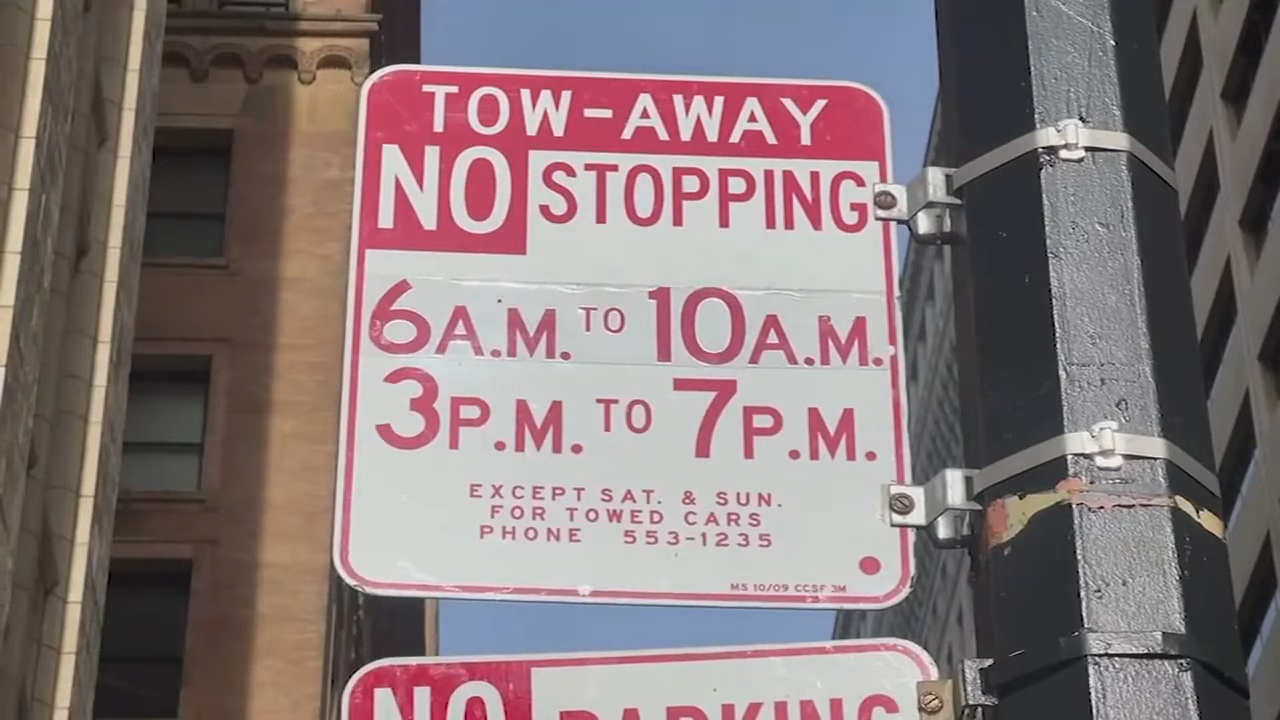 TOW-AWAY
NO STOPPING
6A.M. TO 10A.M.
3P.M. TO 7P.M.
EXCEPT SAT. & SUN.
FOR TOWED CARS
PHONE 553-1235
MS 10/09 CCSF 3M
NO PARKING